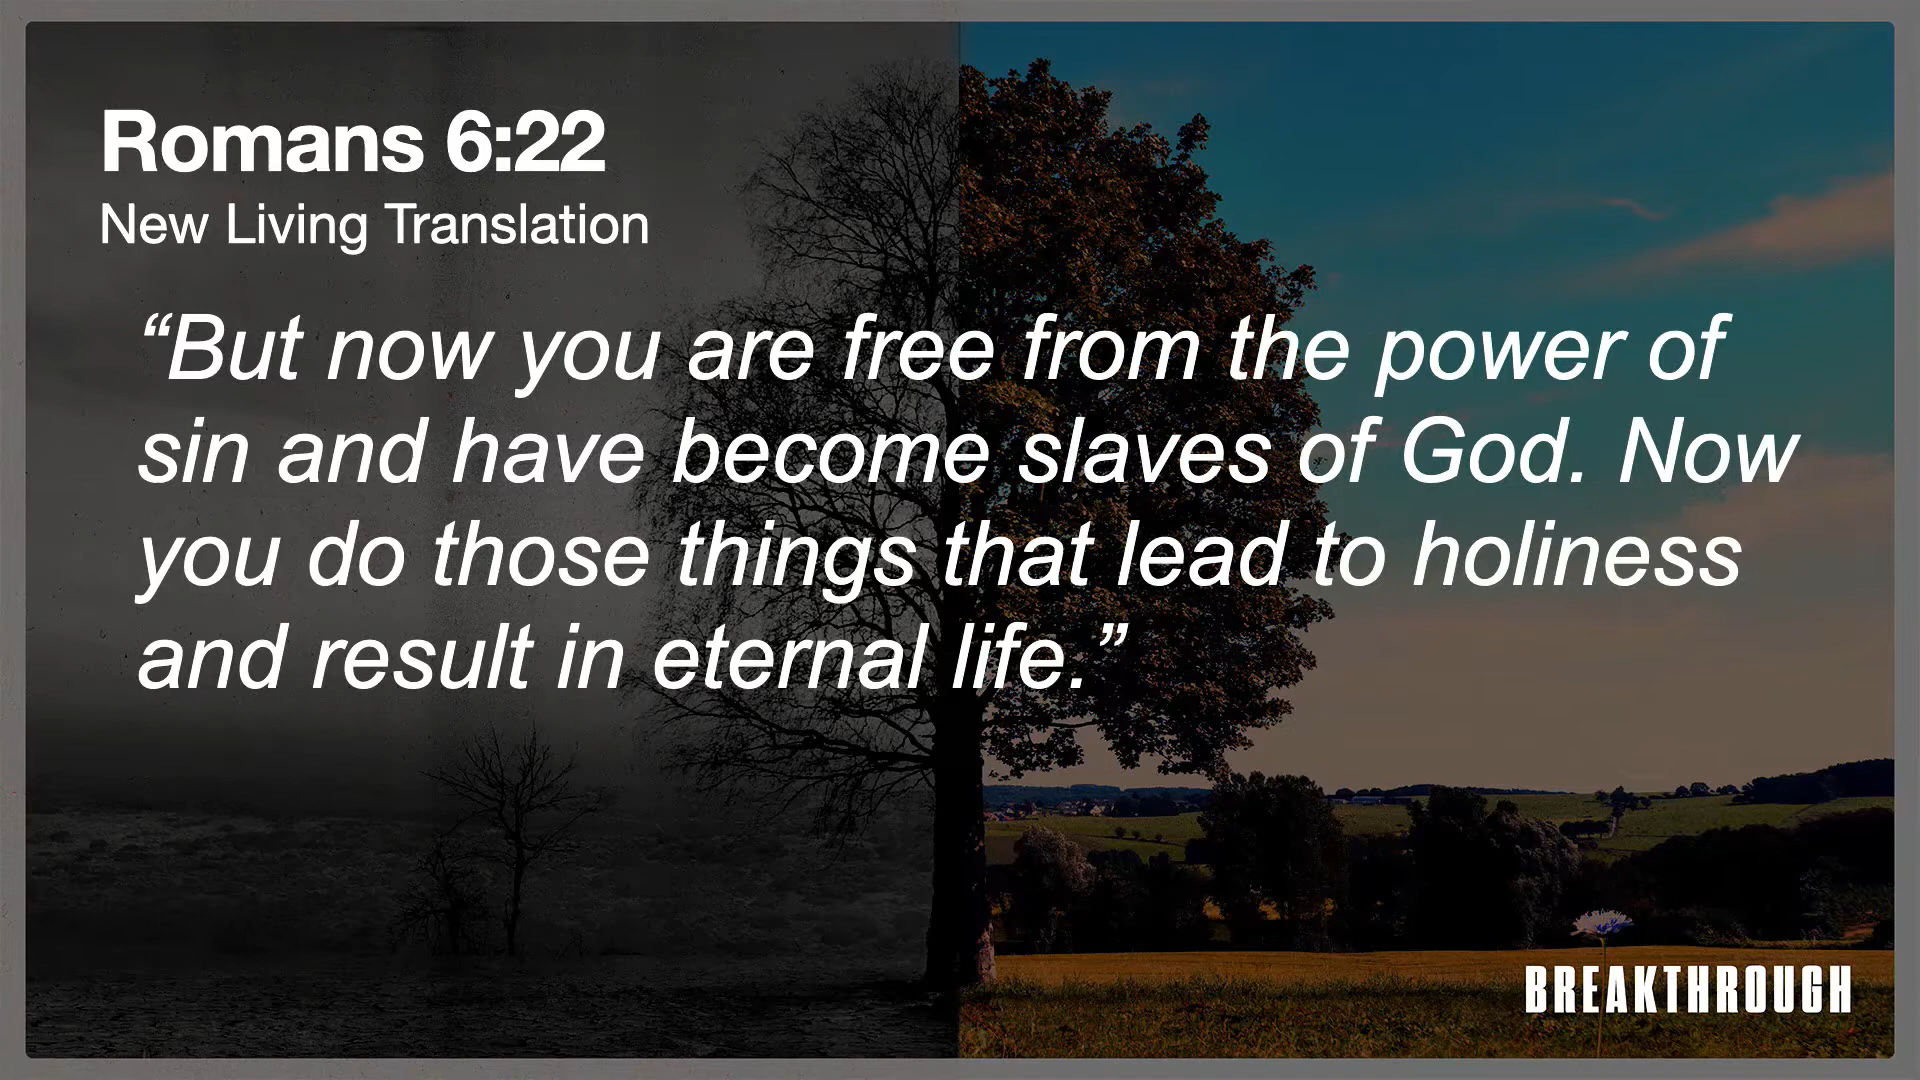 Romans 6:22
New Living Translation
“But now you are free from the power of
sin and have become slaves of God. Now
you do those things that lead to holiness
and result in eternal life.”
BREAKTHROUGH